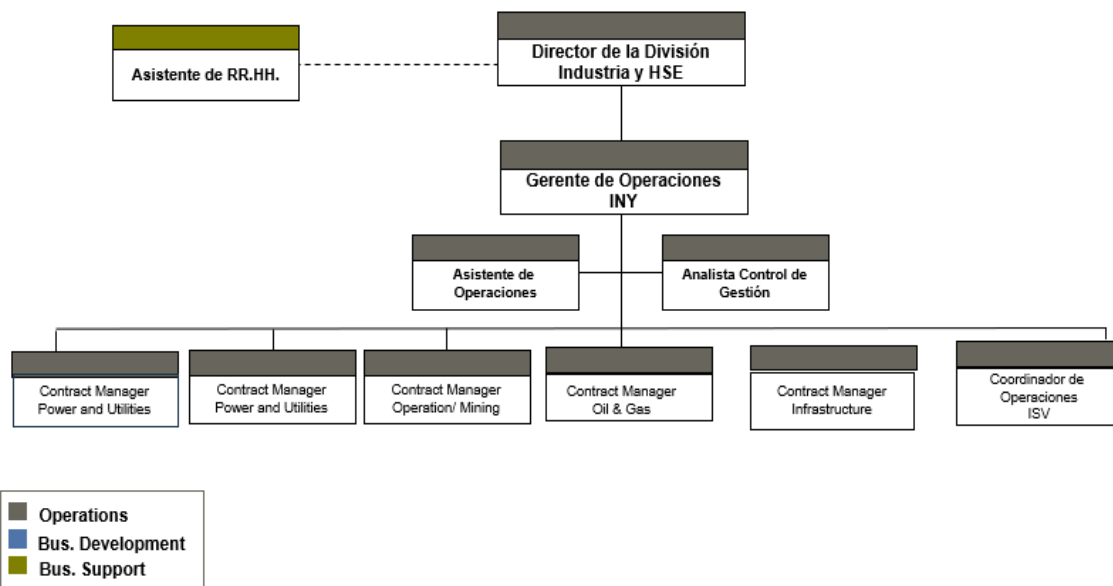 Asistente de RR.HH.
Director de la División
Industria y HSE
Gerente de Operaciones
INY
Asistente de
Operaciones
Analista Control de
Gestión
Contract Manager
Power and Utilities
Contract Manager
Power and Utilities
Contract Manager
Operation/ Mining
Contract Manager
Oil & Gas
Contract Manager
Infrastructure
Coordinador de
Operaciones
ISV
Operations
Bus. Development
Bus. Support